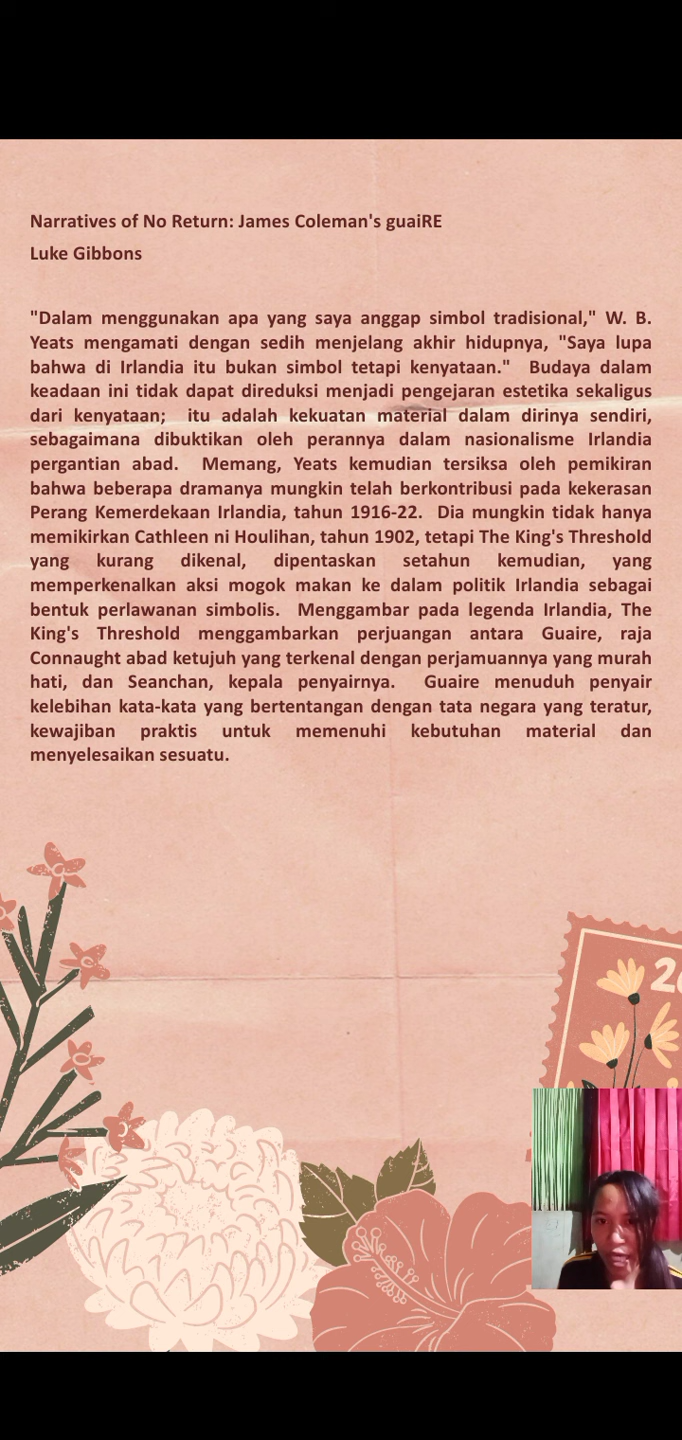 Narratives of No Return: James Coleman's guaiRE
Luke Gibbons
"Dalam menggunakan apa yang saya anggap simbol tradisional," W. B.
Yeats mengamati dengan sedih menjelang akhir hidupnya, "Saya lupa
bahwa di Irlandia itu bukan simbol tetapi kenyataan."  Budaya dalam
keadaan ini tidak dapat direduksi menjadi pengejaran estetika sekaligus
dari kenyataan;  itu adalah kekuatan material dalam dirinya sendiri,
sebagaimana dibuktikan oleh perannya dalam nasionalisme Irlandia
pergantian abad.  Memang, Yeats kemudian tersiksa oleh pemikiran
bahwa beberapa dramanya mungkin telah berkontribusi pada kekerasan
Perang Kemerdekaan Irlandia, tahun 1916-22.  Dia mungkin tidak hanya
memikirkan Cathleen ni Houlihan, tahun 1902, tetapi The King's Threshold
yang kurang dikenal, dipentaskan setahun kemudian, yang
memperkenalkan aksi mogok makan ke dalam politik Irlandia sebagai
bentuk perlawanan simbolis.  Menggambar pada legenda Irlandia, The
King's Threshold menggambarkan perjuangan antara Guaire, raja
Connaught abad ketujuh yang terkenal dengan perjamuannya yang murah
hati, dan Seanchan, kepala penyairnya.  Guaire menuduh penyair
kelebihan kata-kata yang bertentangan dengan tata negara yang teratur,
kewajiban praktis untuk memenuhi kebutuhan material dan
menyelesaikan sesuatu.